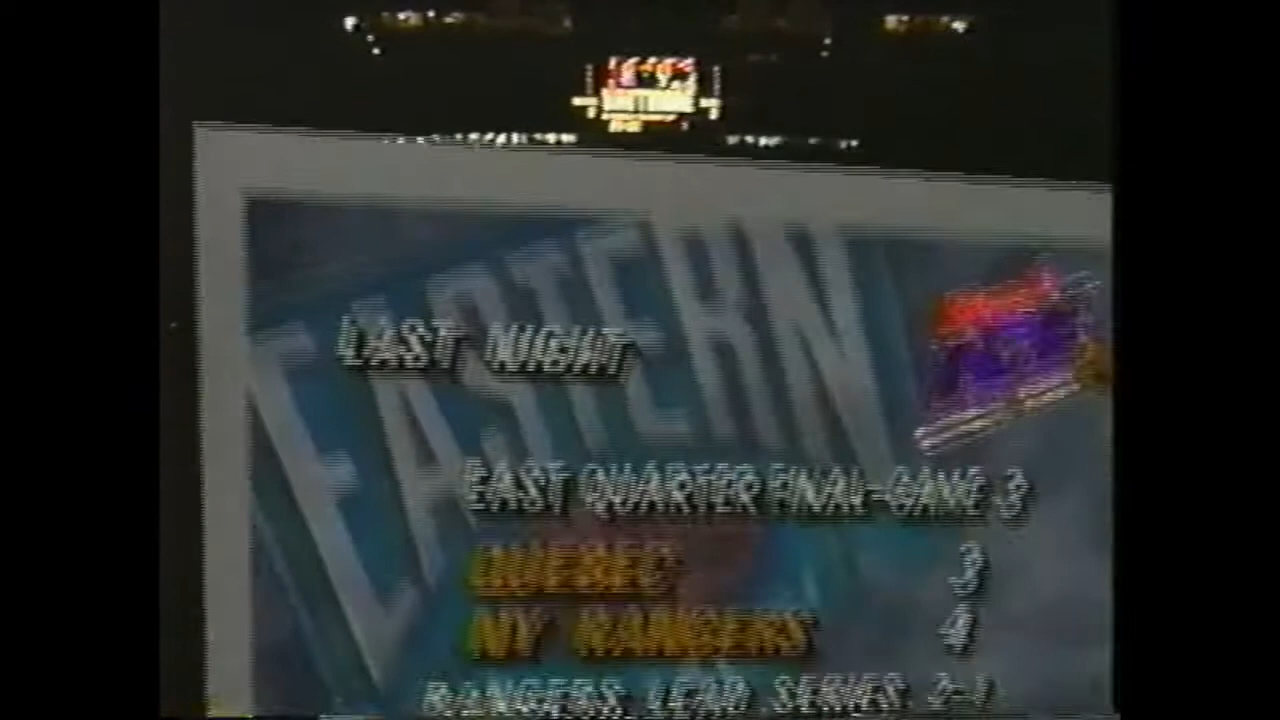 EASTERN
LAST NIGHT
EAST QUARTER FINAL-GAME 3
QUEBEC 3
NY RANGERS 4
RANGERS LEAD SERIES 2-1